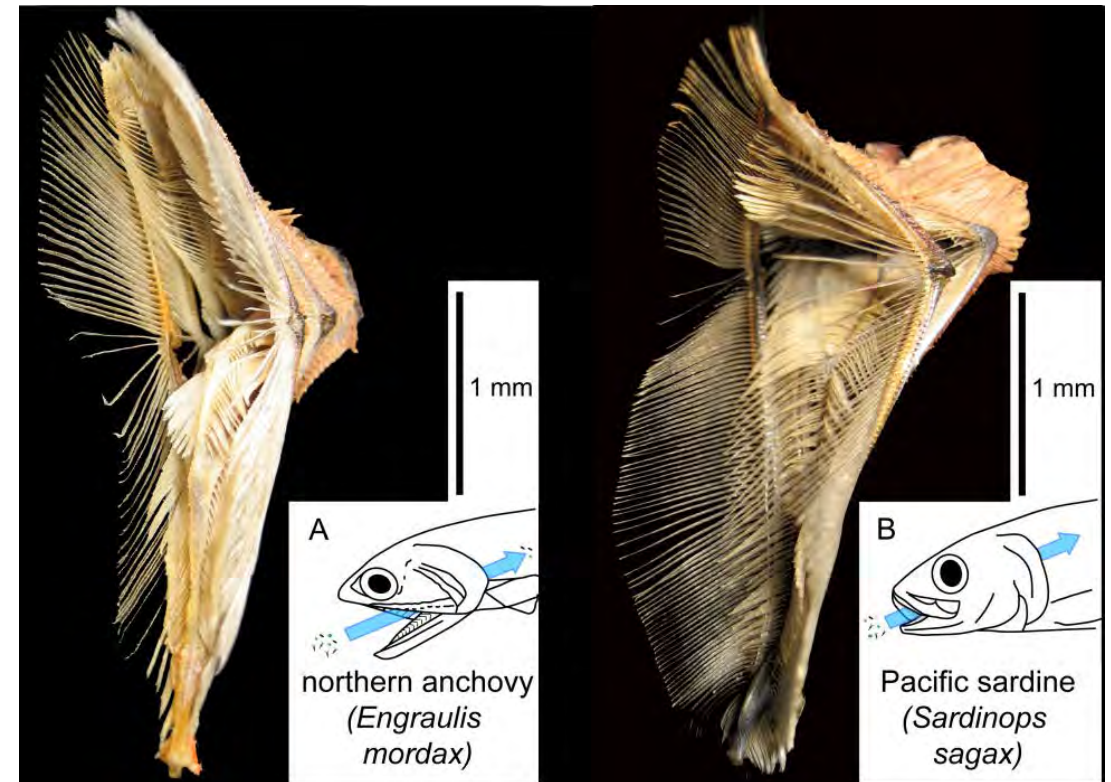 1 mm
A
northern anchovy
(Engraulis
mordax)
1 mm
B
Pacific sardine
(Sardinops
sagax)